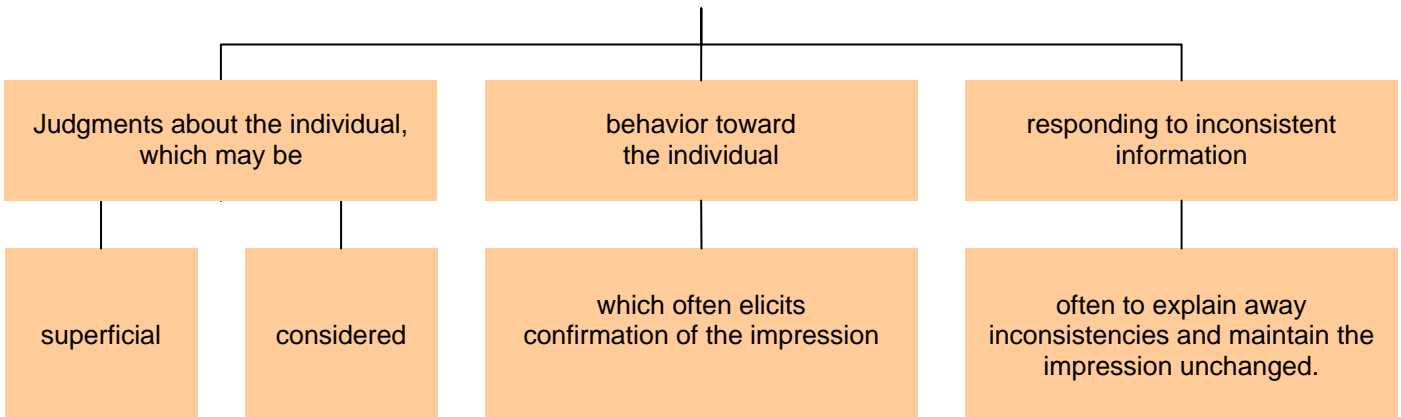 Judgments about the individual,
which may be
behavior toward
the individual
responding to inconsistent
information
superficial
considered
which often elicits
confirmation of the impression
often to explain away
inconsistencies and maintain the
impression unchanged.